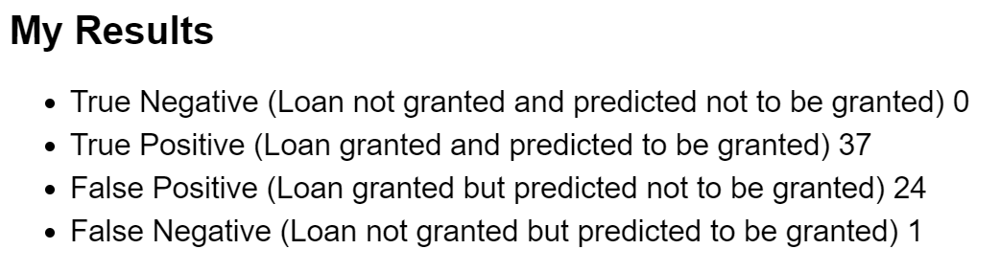 My Results
• True Negative (Loan not granted and predicted not to be granted) 0
• True Positive (Loan granted and predicted to be granted) 37
• False Positive (Loan granted but predicted not to be granted) 24
• False Negative (Loan not granted but predicted to be granted) 1